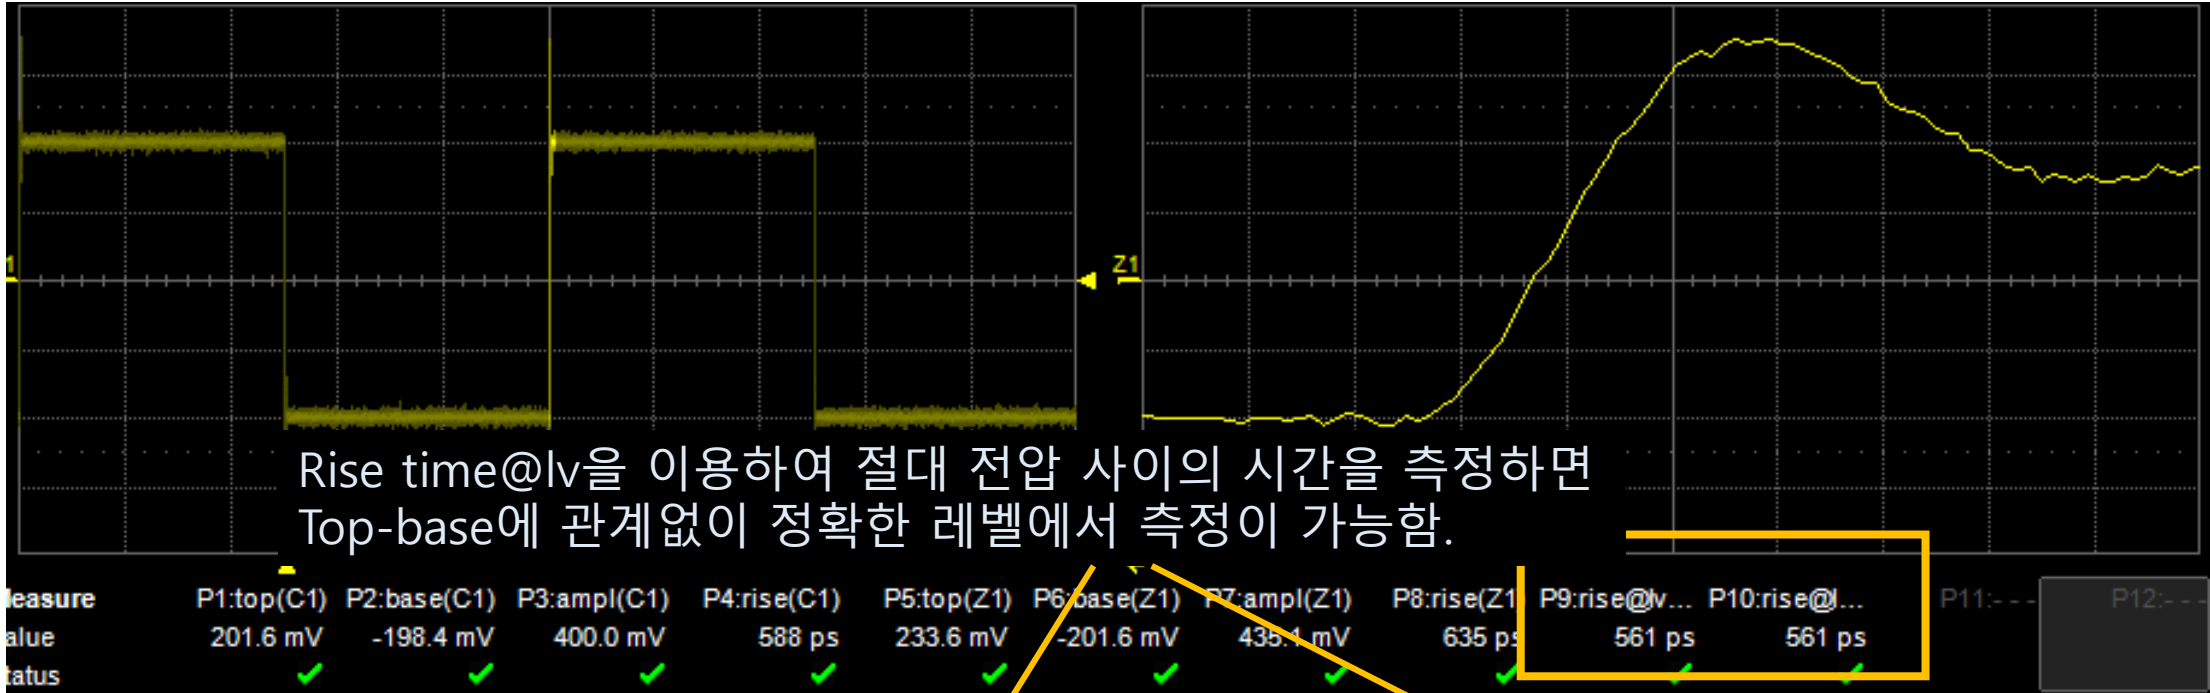 1
Z1
Rise time@lv을 이용하여 절대 전압 사이의 시간을 측정하면
Top-base에 관계없이 정확한 레벨에서 측정이 가능함.
easure P1:top(C1) P2:base(C1) P3:ampl(C1) P4:rise(C1) P5:top(Z1) P6:base(Z1) P7:ampl(Z1) P8:rise(Z1) P9:rise@lv... P10:rise@l... P11:- - - P12:- - -
alue 201.6 mV -198.4 mV 400.0 mV 588 ps 233.6 mV -201.6 mV 435.1 mV 635 ps 561 ps 561 ps
tatus